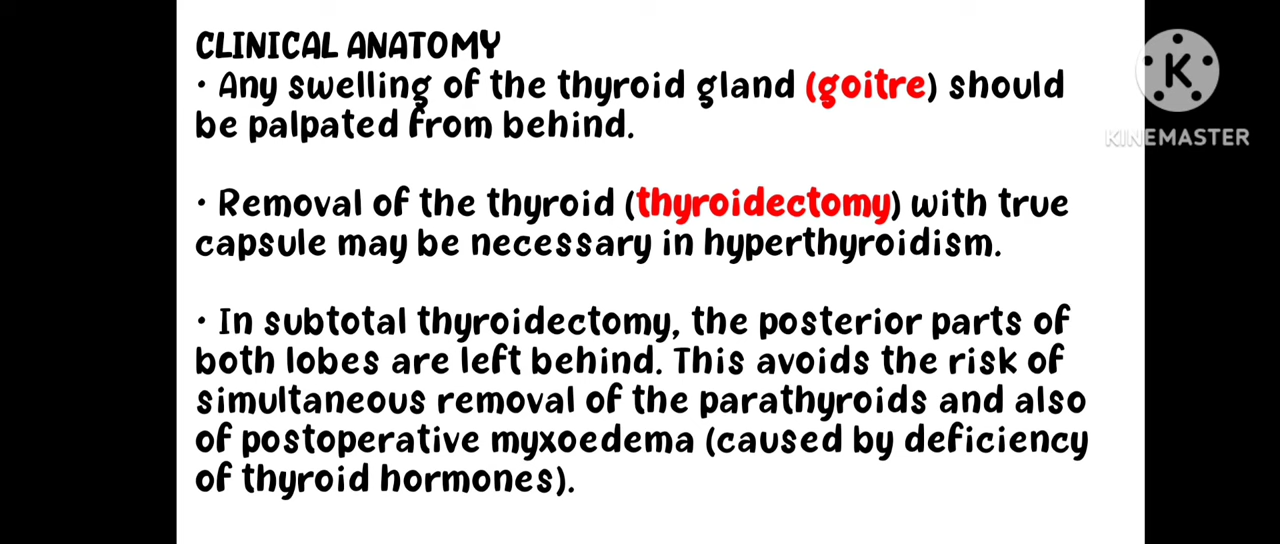 CLINICAL ANATOMY
• Any swelling of the thyroid gland (goitre) should
be palpated from behind.
• Removal of the thyroid (thyroidectomy) with true
capsule may be necessary in hyperthyroidism.
• In subtotal thyroidectomy, the posterior parts of
both lobes are left behind. This avoids the risk of
simultaneous removal of the parathyroids and also
of postoperative myxoedema (caused by deficiency
of thyroid hormones).
K
KINEMASTER